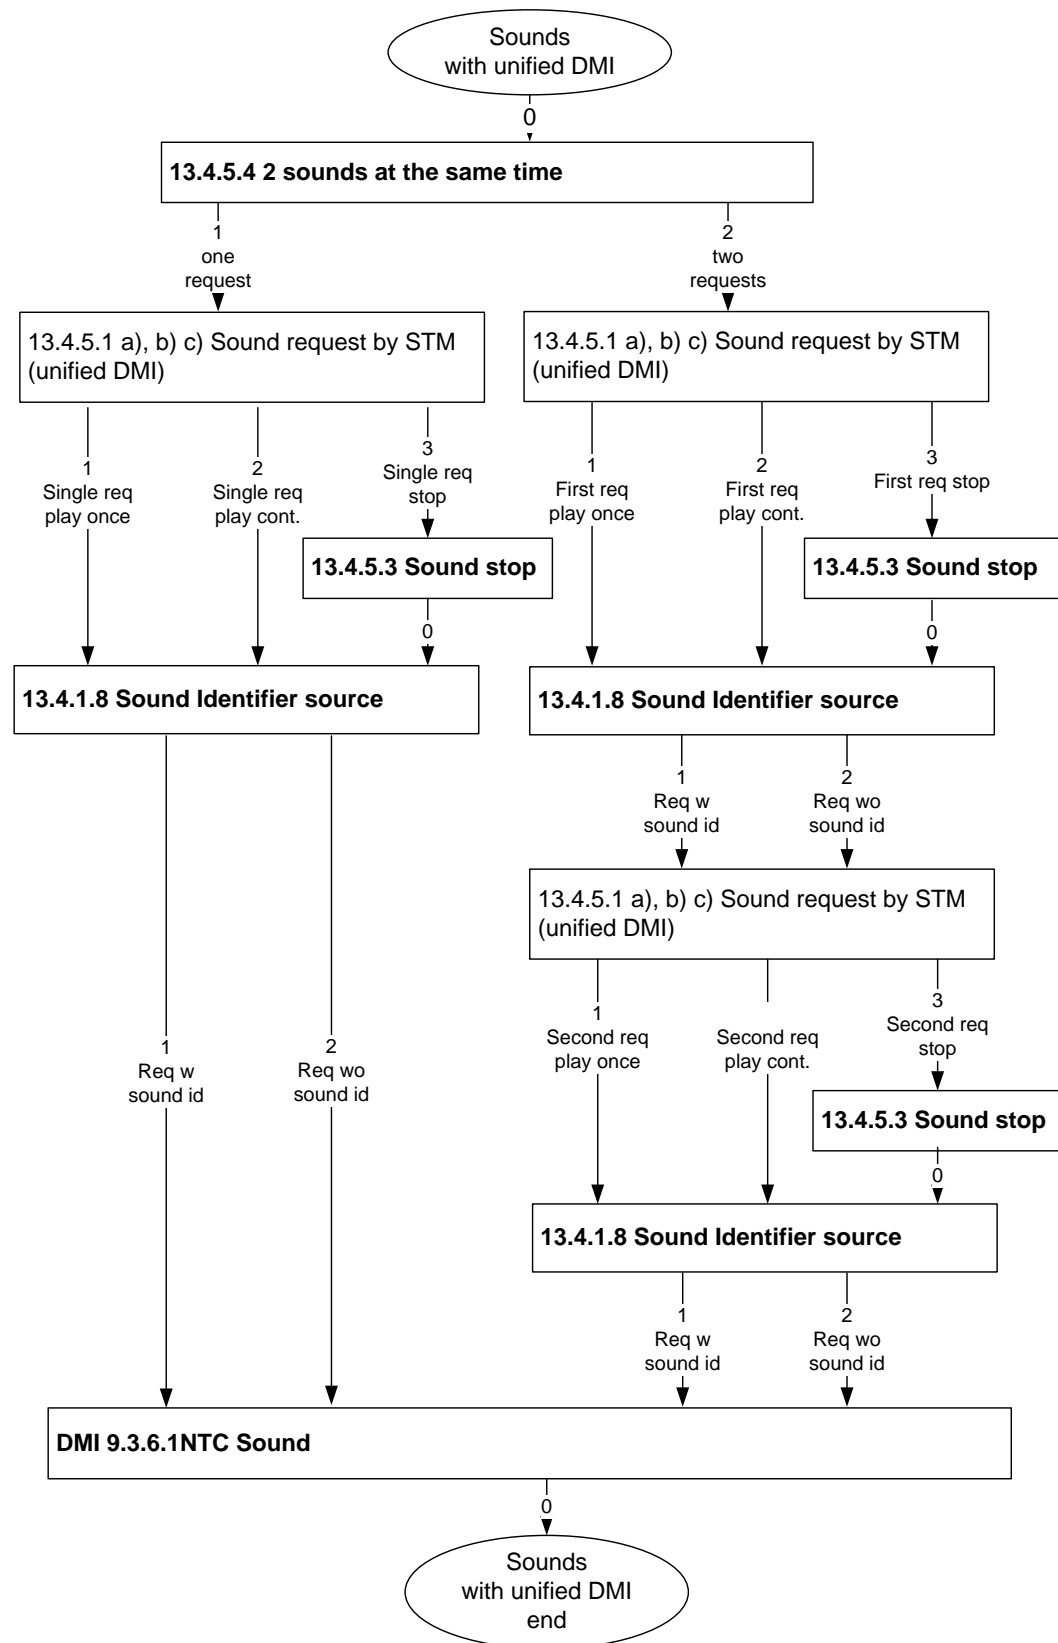 Sounds
with unified DMI
0
13.4.5.4 2 sounds at the same time
1
one
request
2
two
requests
13.4.5.1 a), b) c) Sound request by STM
(unified DMI)
13.4.5.1 a), b) c) Sound request by STM
(unified DMI)
1
Single req
play once
2
Single req
play cont.
3
Single req
stop
1
First req
play once
2
First req
play cont.
3
First req stop
13.4.5.3 Sound stop
13.4.5.3 Sound stop
0
0
13.4.1.8 Sound Identifier source
13.4.1.8 Sound Identifier source
1
Req w
sound id
2
Req wo
sound id
13.4.5.1 a), b) c) Sound request by STM
(unified DMI)
1
Second req
play once
Second req
play cont.
3
Second req
stop
1
Req w
sound id
2
Req wo
sound id
13.4.5.3 Sound stop
0
13.4.1.8 Sound Identifier source
1
Req w
sound id
2
Req wo
sound id
DMI 9.3.6.1NTC Sound
0
Sounds
with unified DMI
end